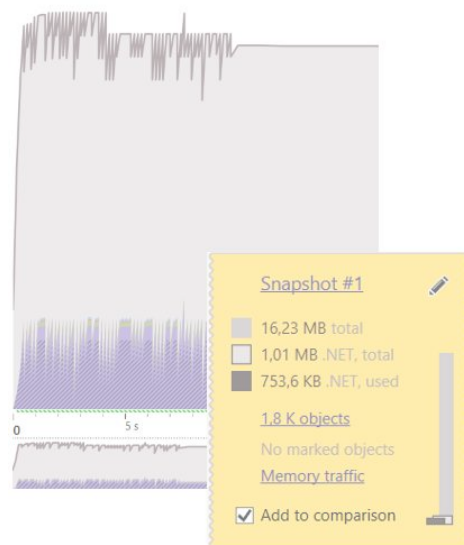 0
5 s
Snapshot #1
16,23 MB total
1,01 MB .NET, total
753,6 KB .NET, used
1,8 K objects
No marked objects
Memory traffic
Add to comparison